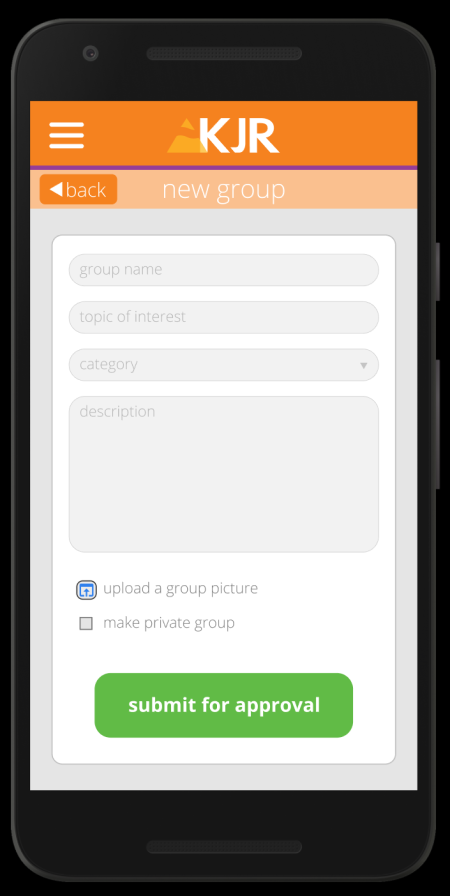 KJR
back
new group
group name
topic of interest
category
description
upload a group picture
make private group
submit for approval